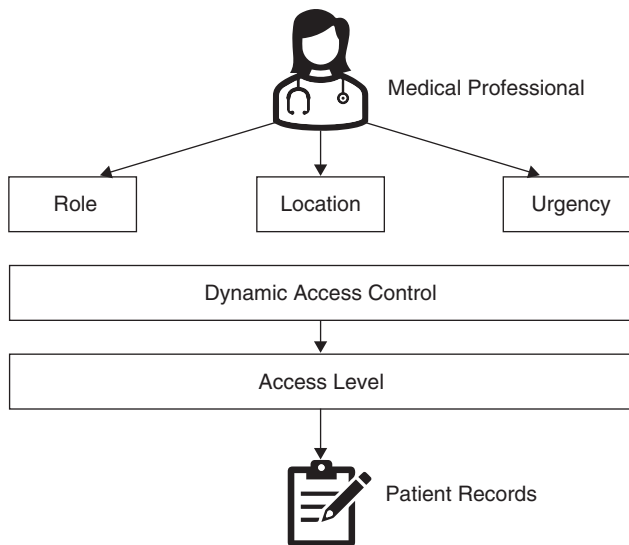 Medical Professional
Role
Location
Urgency
Dynamic Access Control
Access Level
Patient Records